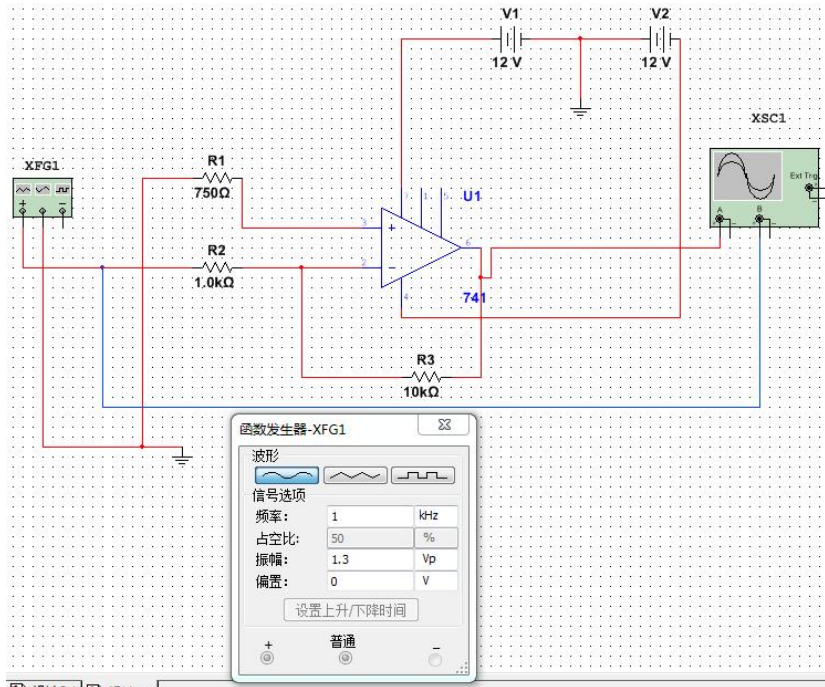 V1
V2
12 V
12 V
XSC1
XFG1
R1
750Ω
Ext Trg
A
B
7
1
5
U1
3
6
R2
2
1.0kΩ
4
741
R3
10kΩ
函数发生器-XFG1
波形
信号选项
频率: 1 kHz
占空比: 50 %
振幅: 1.3 Vp
偏置: 0 V
设置上升/下降时间
+ 普通 −